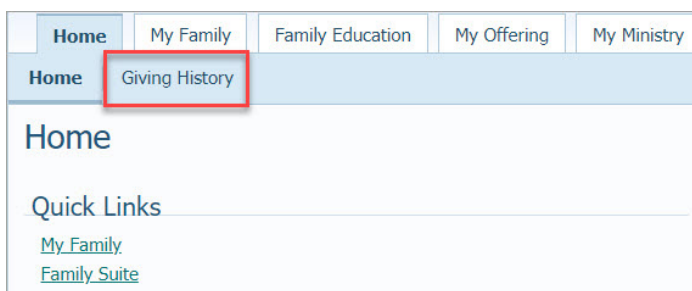 Home My Family Family Education My Offering My Ministry
Home Giving History
Home
Quick Links
My Family
Family Suite